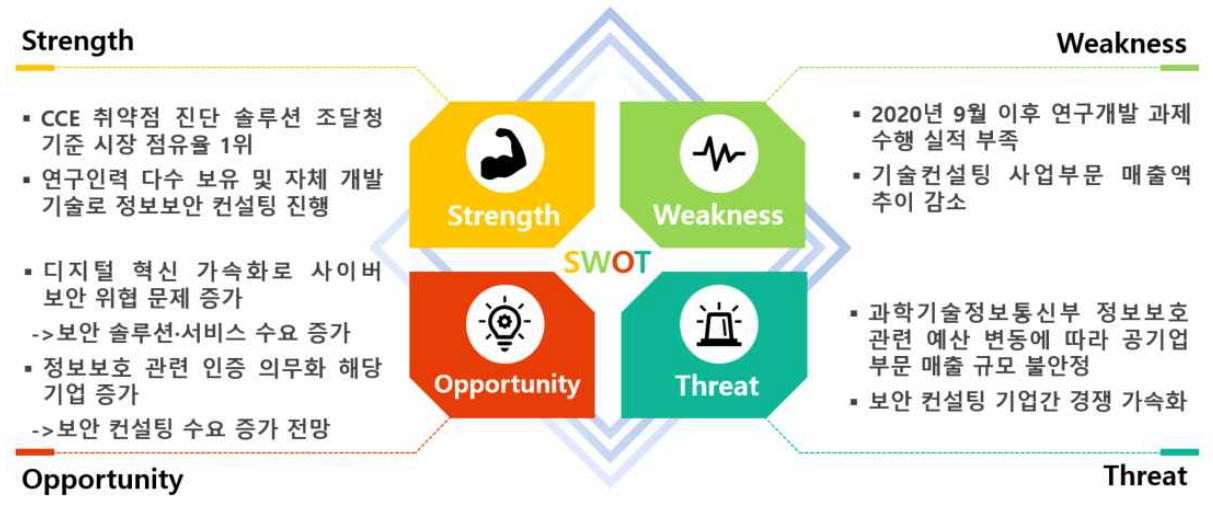 Strength
▪ CCE 취약점 진단 솔루션 조달청
기준 시장 점유율 1위
▪ 연구인력 다수 보유 및 자체 개발
기술로 정보보안 컨설팅 진행
Weakness
▪ 2020년 9월 이후 연구개발 과제
수행 실적 부족
▪ 기술컨설팅 사업부문 매출액
추이 감소
Strength
Weakness
SWOT
Opportunity
Threat
▪ 디지털 혁신 가속화로 사이버
보안 위협 문제 증가
->보안 솔루션·서비스 수요 증가
▪ 정보보호 관련 인증 의무화 해당
기업 증가
->보안 컨설팅 수요 증가 전망
Opportunity
▪ 과학기술정보통신부 정보보호
관련 예산 변동에 따라 공기업
부문 매출 규모 불안정
▪ 보안 컨설팅 기업간 경쟁 가속화
Threat